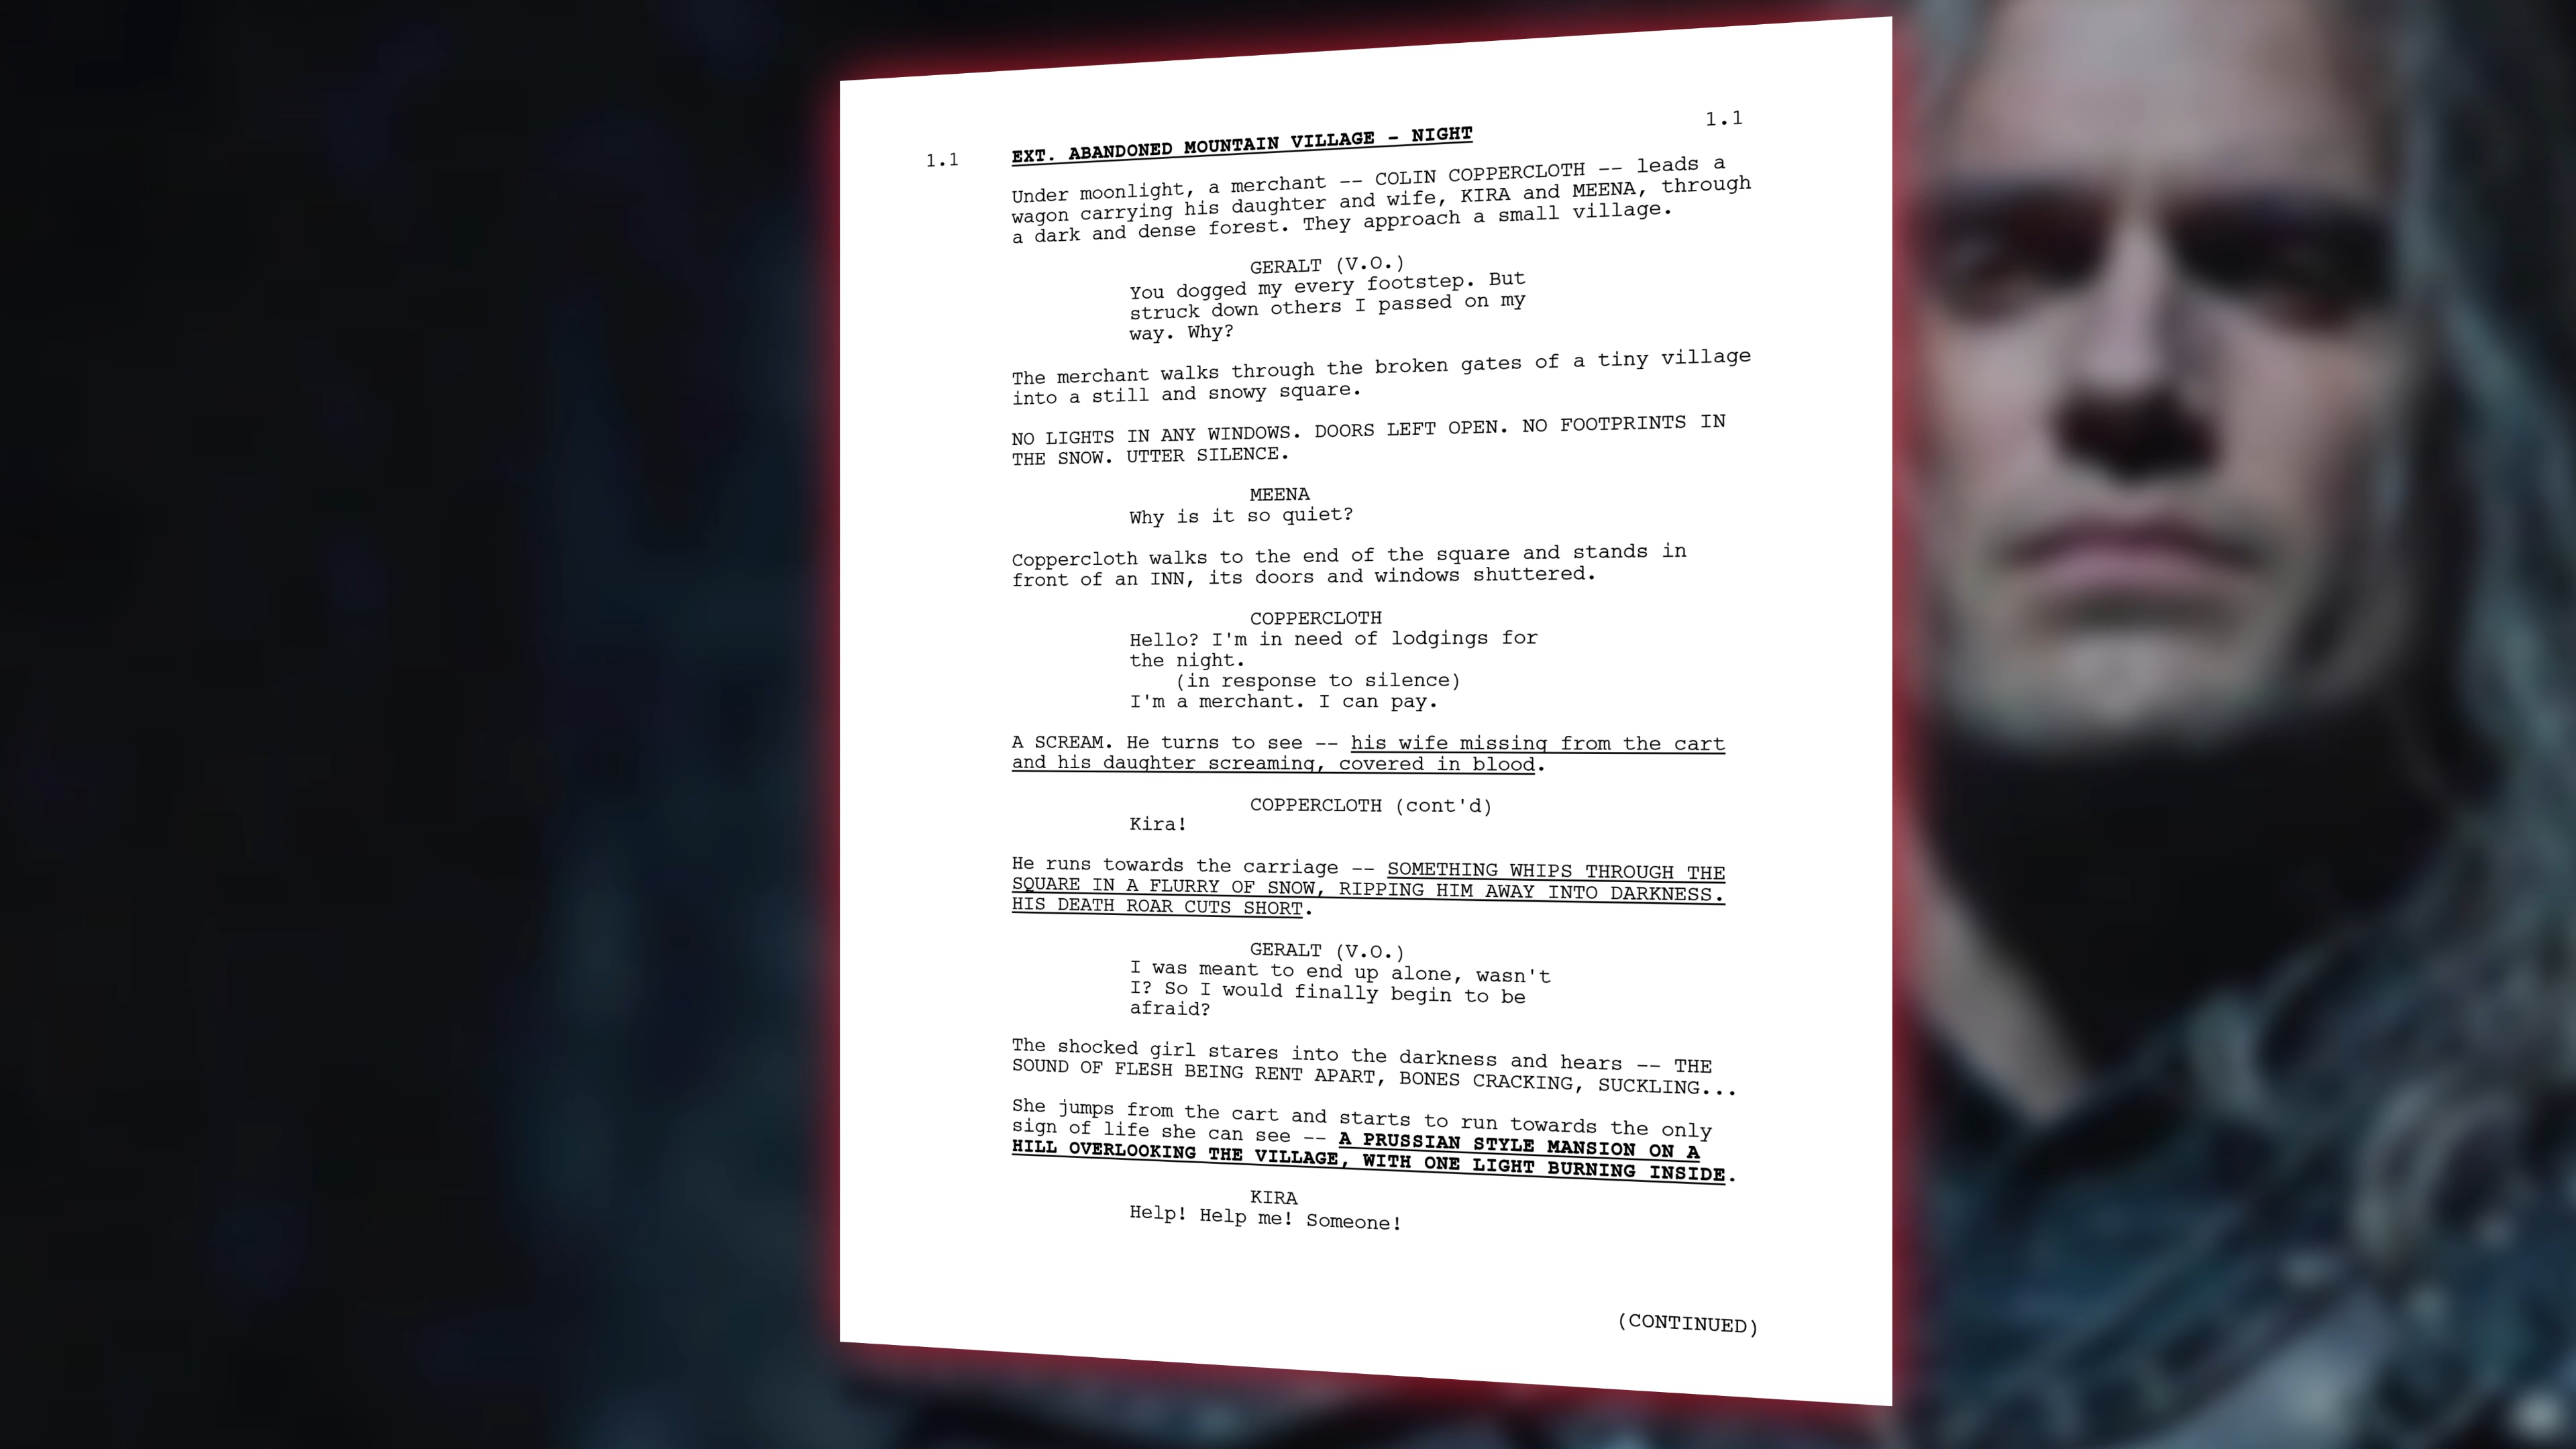 1.1
1.1 EXT. ABANDONED MOUNTAIN VILLAGE - NIGHT
Under moonlight, a merchant -- COLIN COPPERCLOTH -- leads a
wagon carrying his daughter and wife, KIRA and MEENA, through
a dark and dense forest. They approach a small village.
GERALT (V.O.)
You dogged my every footstep. But
struck down others I passed on my
way. Why?
The merchant walks through the broken gates of a tiny village
into a still and snowy square.
NO LIGHTS IN ANY WINDOWS. DOORS LEFT OPEN. NO FOOTPRINTS IN
THE SNOW. UTTER SILENCE.
MEENA
Why is it so quiet?
Coppercloth walks to the end of the square and stands in
front of an INN, its doors and windows shuttered.
COPPERCLOTH
Hello? I'm in need of lodgings for
the night.
(in response to silence)
I'm a merchant. I can pay.
A SCREAM. He turns to see -- his wife missing from the cart
and his daughter screaming, covered in blood.
COPPERCLOTH (cont'd)
Kira!
He runs towards the carriage -- SOMETHING WHIPS THROUGH THE
SQUARE IN A FLURRY OF SNOW, RIPPING HIM AWAY INTO DARKNESS.
HIS DEATH ROAR CUTS SHORT.
GERALT (V.O.)
I was meant to end up alone, wasn't
I? So I would finally begin to be
afraid?
The shocked girl stares into the darkness and hears -- THE
SOUND OF FLESH BEING RENT APART, BONES CRACKING, SUCKLING...
She jumps from the cart and starts to run towards the only
sign of life she can see -- A PRUSSIAN STYLE MANSION ON A
HILL OVERLOOKING THE VILLAGE, WITH ONE LIGHT BURNING INSIDE.
KIRA
Help! Help me! Someone!
(CONTINUED)